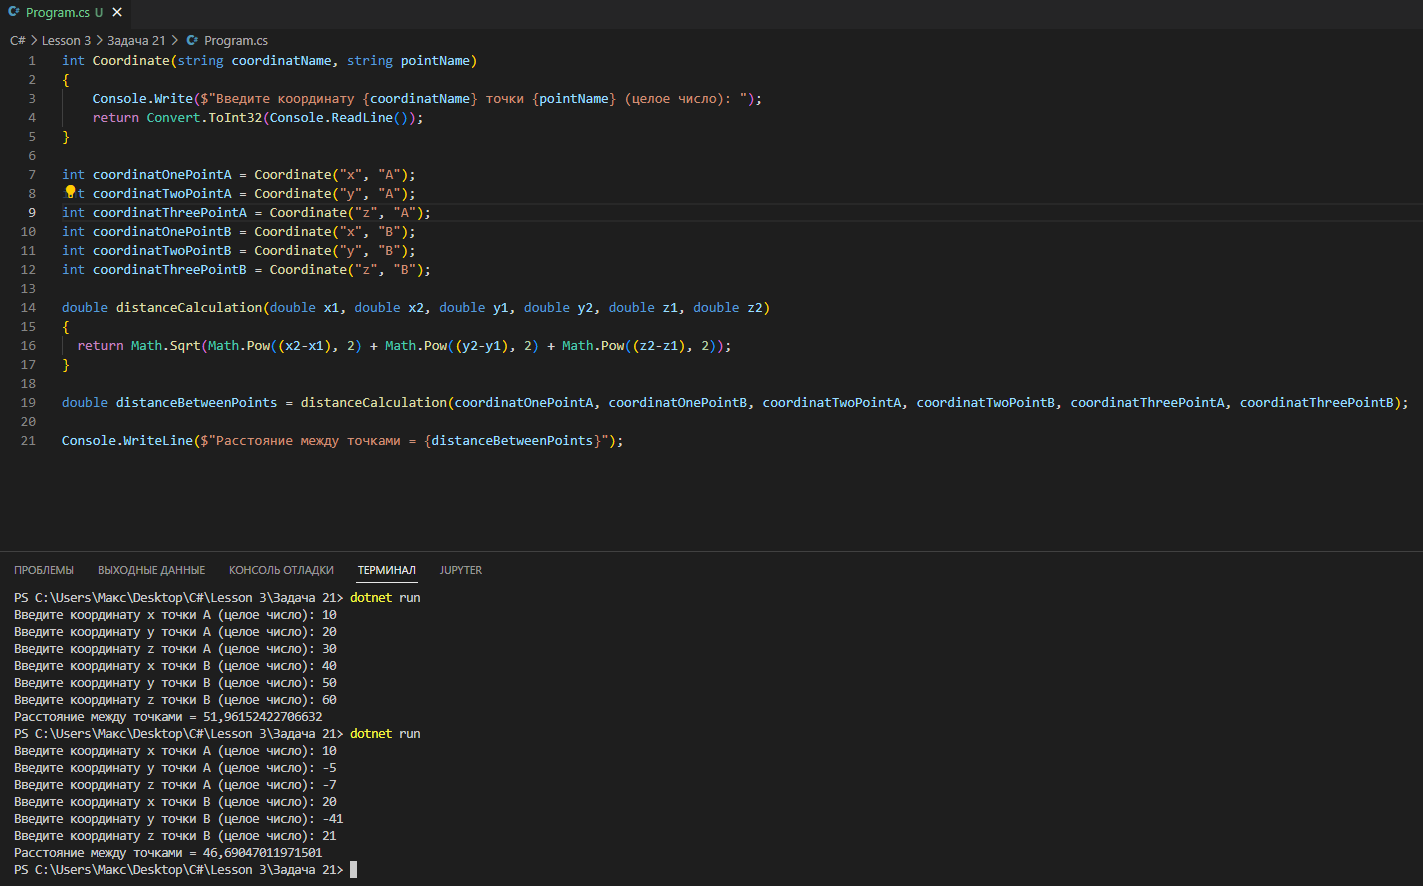 Program.cs U
C# > Lesson 3 > Задача 21 > Program.cs
1 int Coordinate(string coordinatName, string pointName)
2 {
3 Console.Write($"Введите координату {coordinatName} точки {pointName} (целое число): ");
4 return Convert.ToInt32(Console.ReadLine());
5 }
6
7 int coordinatOnePointA = Coordinate("x", "A");
8 int coordinatTwoPointA = Coordinate("y", "A");
9 int coordinatThreePointA = Coordinate("z", "A");
10 int coordinatOnePointB = Coordinate("x", "B");
11 int coordinatTwoPointB = Coordinate("y", "B");
12 int coordinatThreePointB = Coordinate("z", "B");
13
14 double distanceCalculation(double x1, double x2, double y1, double y2, double z1, double z2)
15 {
16 return Math.Sqrt(Math.Pow((x2-x1), 2) + Math.Pow((y2-y1), 2) + Math.Pow((z2-z1), 2));
17 }
18
19 double distanceBetweenPoints = distanceCalculation(coordinatOnePointA, coordinatOnePointB, coordinatTwoPointA, coordinatTwoPointB, coordinatThreePointA, coordinatThreePointB);
20
21 Console.WriteLine($"Расстояние между точками = {distanceBetweenPoints}");
ПРОБЛЕМЫ ВЫХОДНЫЕ ДАННЫЕ КОНСОЛЬ ОТЛАДКИ ТЕРМИНАЛ JUPYTER
PS C:\Users\Макс\Desktop\C#\Lesson 3\Задача 21> dotnet run
Введите координату x точки A (целое число): 10
Введите координату y точки A (целое число): 20
Введите координату z точки A (целое число): 30
Введите координату x точки B (целое число): 40
Введите координату y точки B (целое число): 50
Введите координату z точки B (целое число): 60
Расстояние между точками = 51,96152422706632
PS C:\Users\Макс\Desktop\C#\Lesson 3\Задача 21> dotnet run
Введите координату x точки A (целое число): 10
Введите координату y точки A (целое число): -5
Введите координату z точки A (целое число): -7
Введите координату x точки B (целое число): 20
Введите координату y точки B (целое число): -41
Введите координату z точки B (целое число): 21
Расстояние между точками = 46,69047011971501
PS C:\Users\Макс\Desktop\C#\Lesson 3\Задача 21>